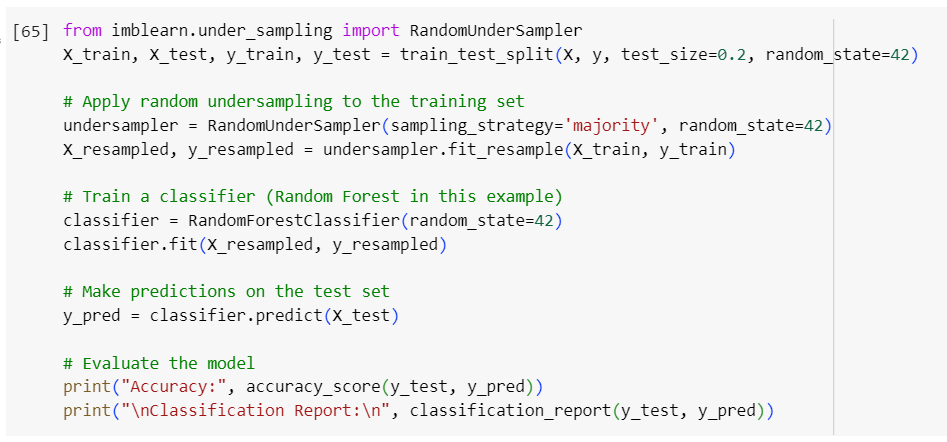 [65] from imblearn.under_sampling import RandomUnderSampler
X_train, X_test, y_train, y_test = train_test_split(X, y, test_size=0.2, random_state=42)
# Apply random undersampling to the training set
undersampler = RandomUnderSampler(sampling_strategy='majority', random_state=42)
X_resampled, y_resampled = undersampler.fit_resample(X_train, y_train)
# Train a classifier (Random Forest in this example)
classifier = RandomForestClassifier(random_state=42)
classifier.fit(X_resampled, y_resampled)
# Make predictions on the test set
y_pred = classifier.predict(X_test)
# Evaluate the model
print("Accuracy:", accuracy_score(y_test, y_pred))
print("\nClassification Report:\n", classification_report(y_test, y_pred))